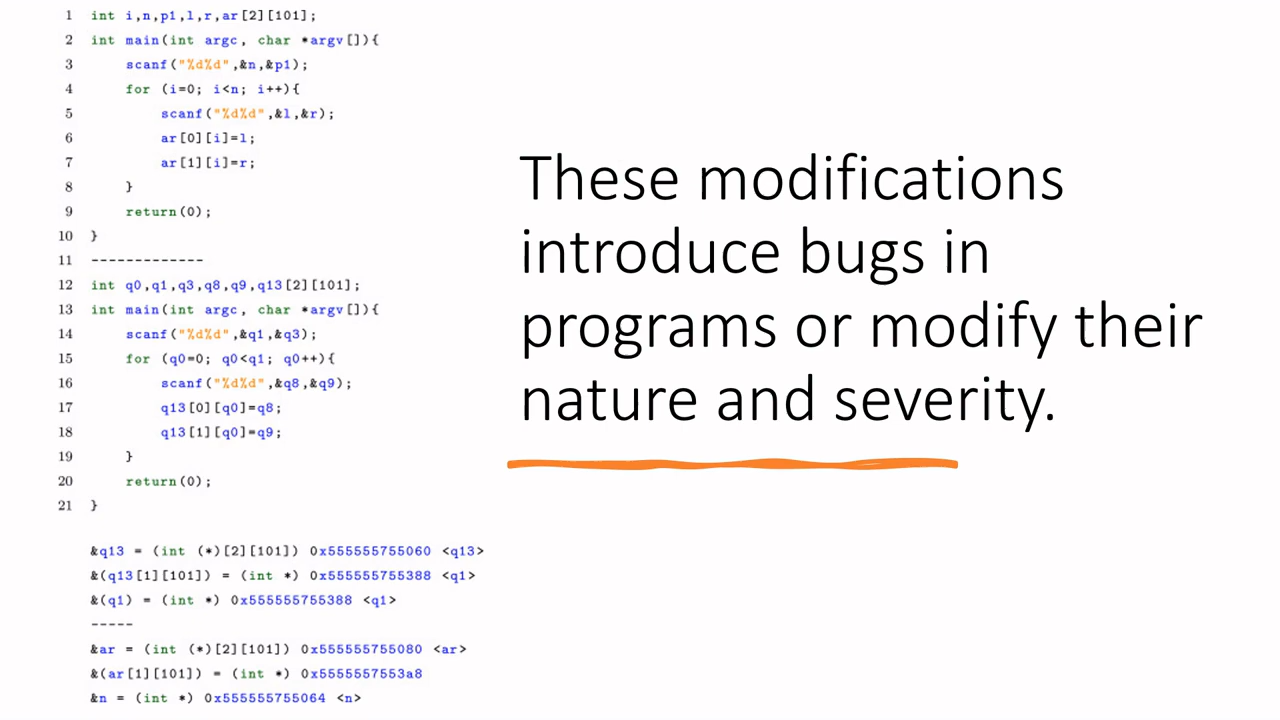 1 int i,n,p1,l,r,ar[2][101];
2 int main(int argc, char *argv[]){
3 scanf("%d%d",&n,&p1);
4 for (i=0; i<n; i++){
5 scanf("%d%d",&l,&r);
6 ar[0][i]=l;
7 ar[1][i]=r;
8 }
9 return(0);
10 }
11 -------------
12 int q0,q1,q3,q8,q9,q13[2][101];
13 int main(int argc, char *argv[]){
14 scanf("%d%d",&q1,&q3);
15 for (q0=0; q0<q1; q0++){
16 scanf("%d%d",&q8,&q9);
17 q13[0][q0]=q8;
18 q13[1][q0]=q9;
19 }
20 return(0);
21 }
&q13 = (int (*)[2][101]) 0x555555755060 <q13>
&(q13[1][101]) = (int *) 0x555555755388 <q1>
&(q1) = (int *) 0x555555755388 <q1>
-----
&ar = (int (*)[2][101]) 0x555555755080 <ar>
&(ar[1][101]) = (int *) 0x5555557553a8
&n = (int *) 0x555555755064 <n>
These modifications
introduce bugs in
programs or modify their
nature and severity.